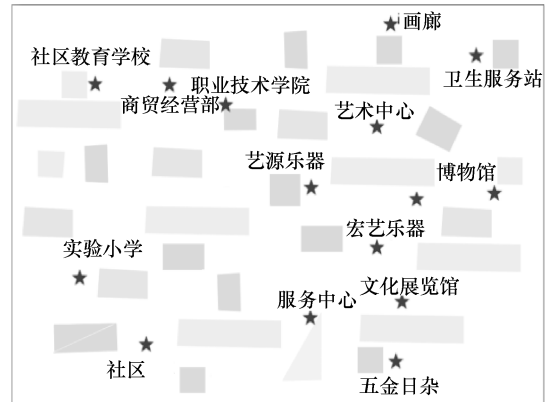 画廊
社区教育学校
卫生服务站
职业技术学院
商贸经营部
艺术中心
艺源乐器
博物馆
宏艺乐器
实验小学
文化展览馆
服务中心
社区
五金日杂